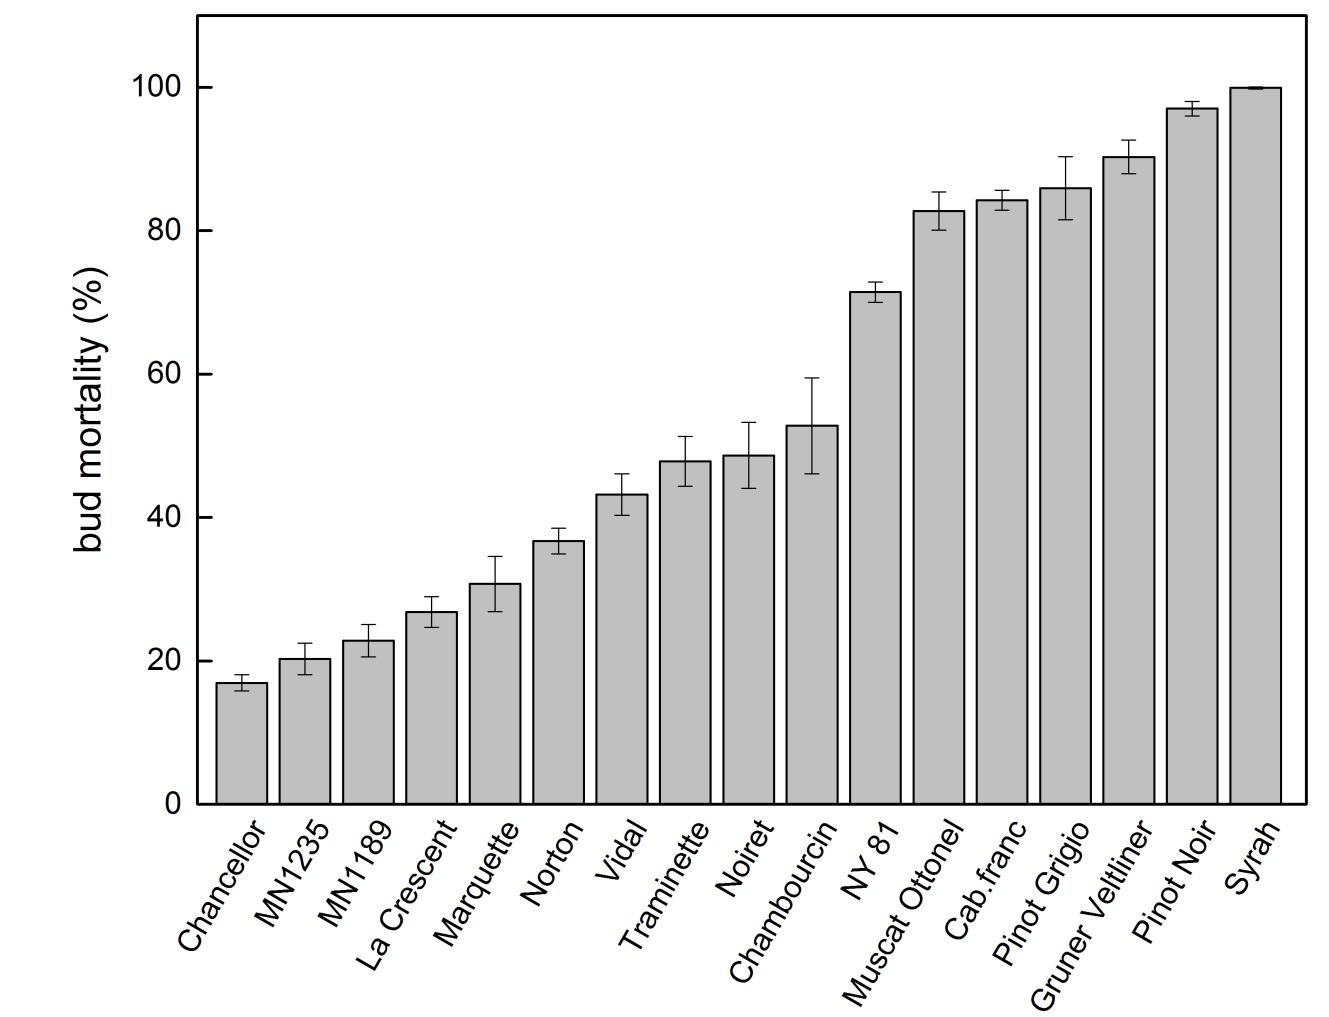 100
80
60
40
20
0
bud mortality (%)
Chancellor
MN1235
MN1189
La Crescent
Marquette
Norton
Vidal
Traminette
Noiret
Chambourcin
NY 81
Muscat Ottonel
Cab.franc
Pinot Grigio
Gruner Veltliner
Pinot Noir
Syrah